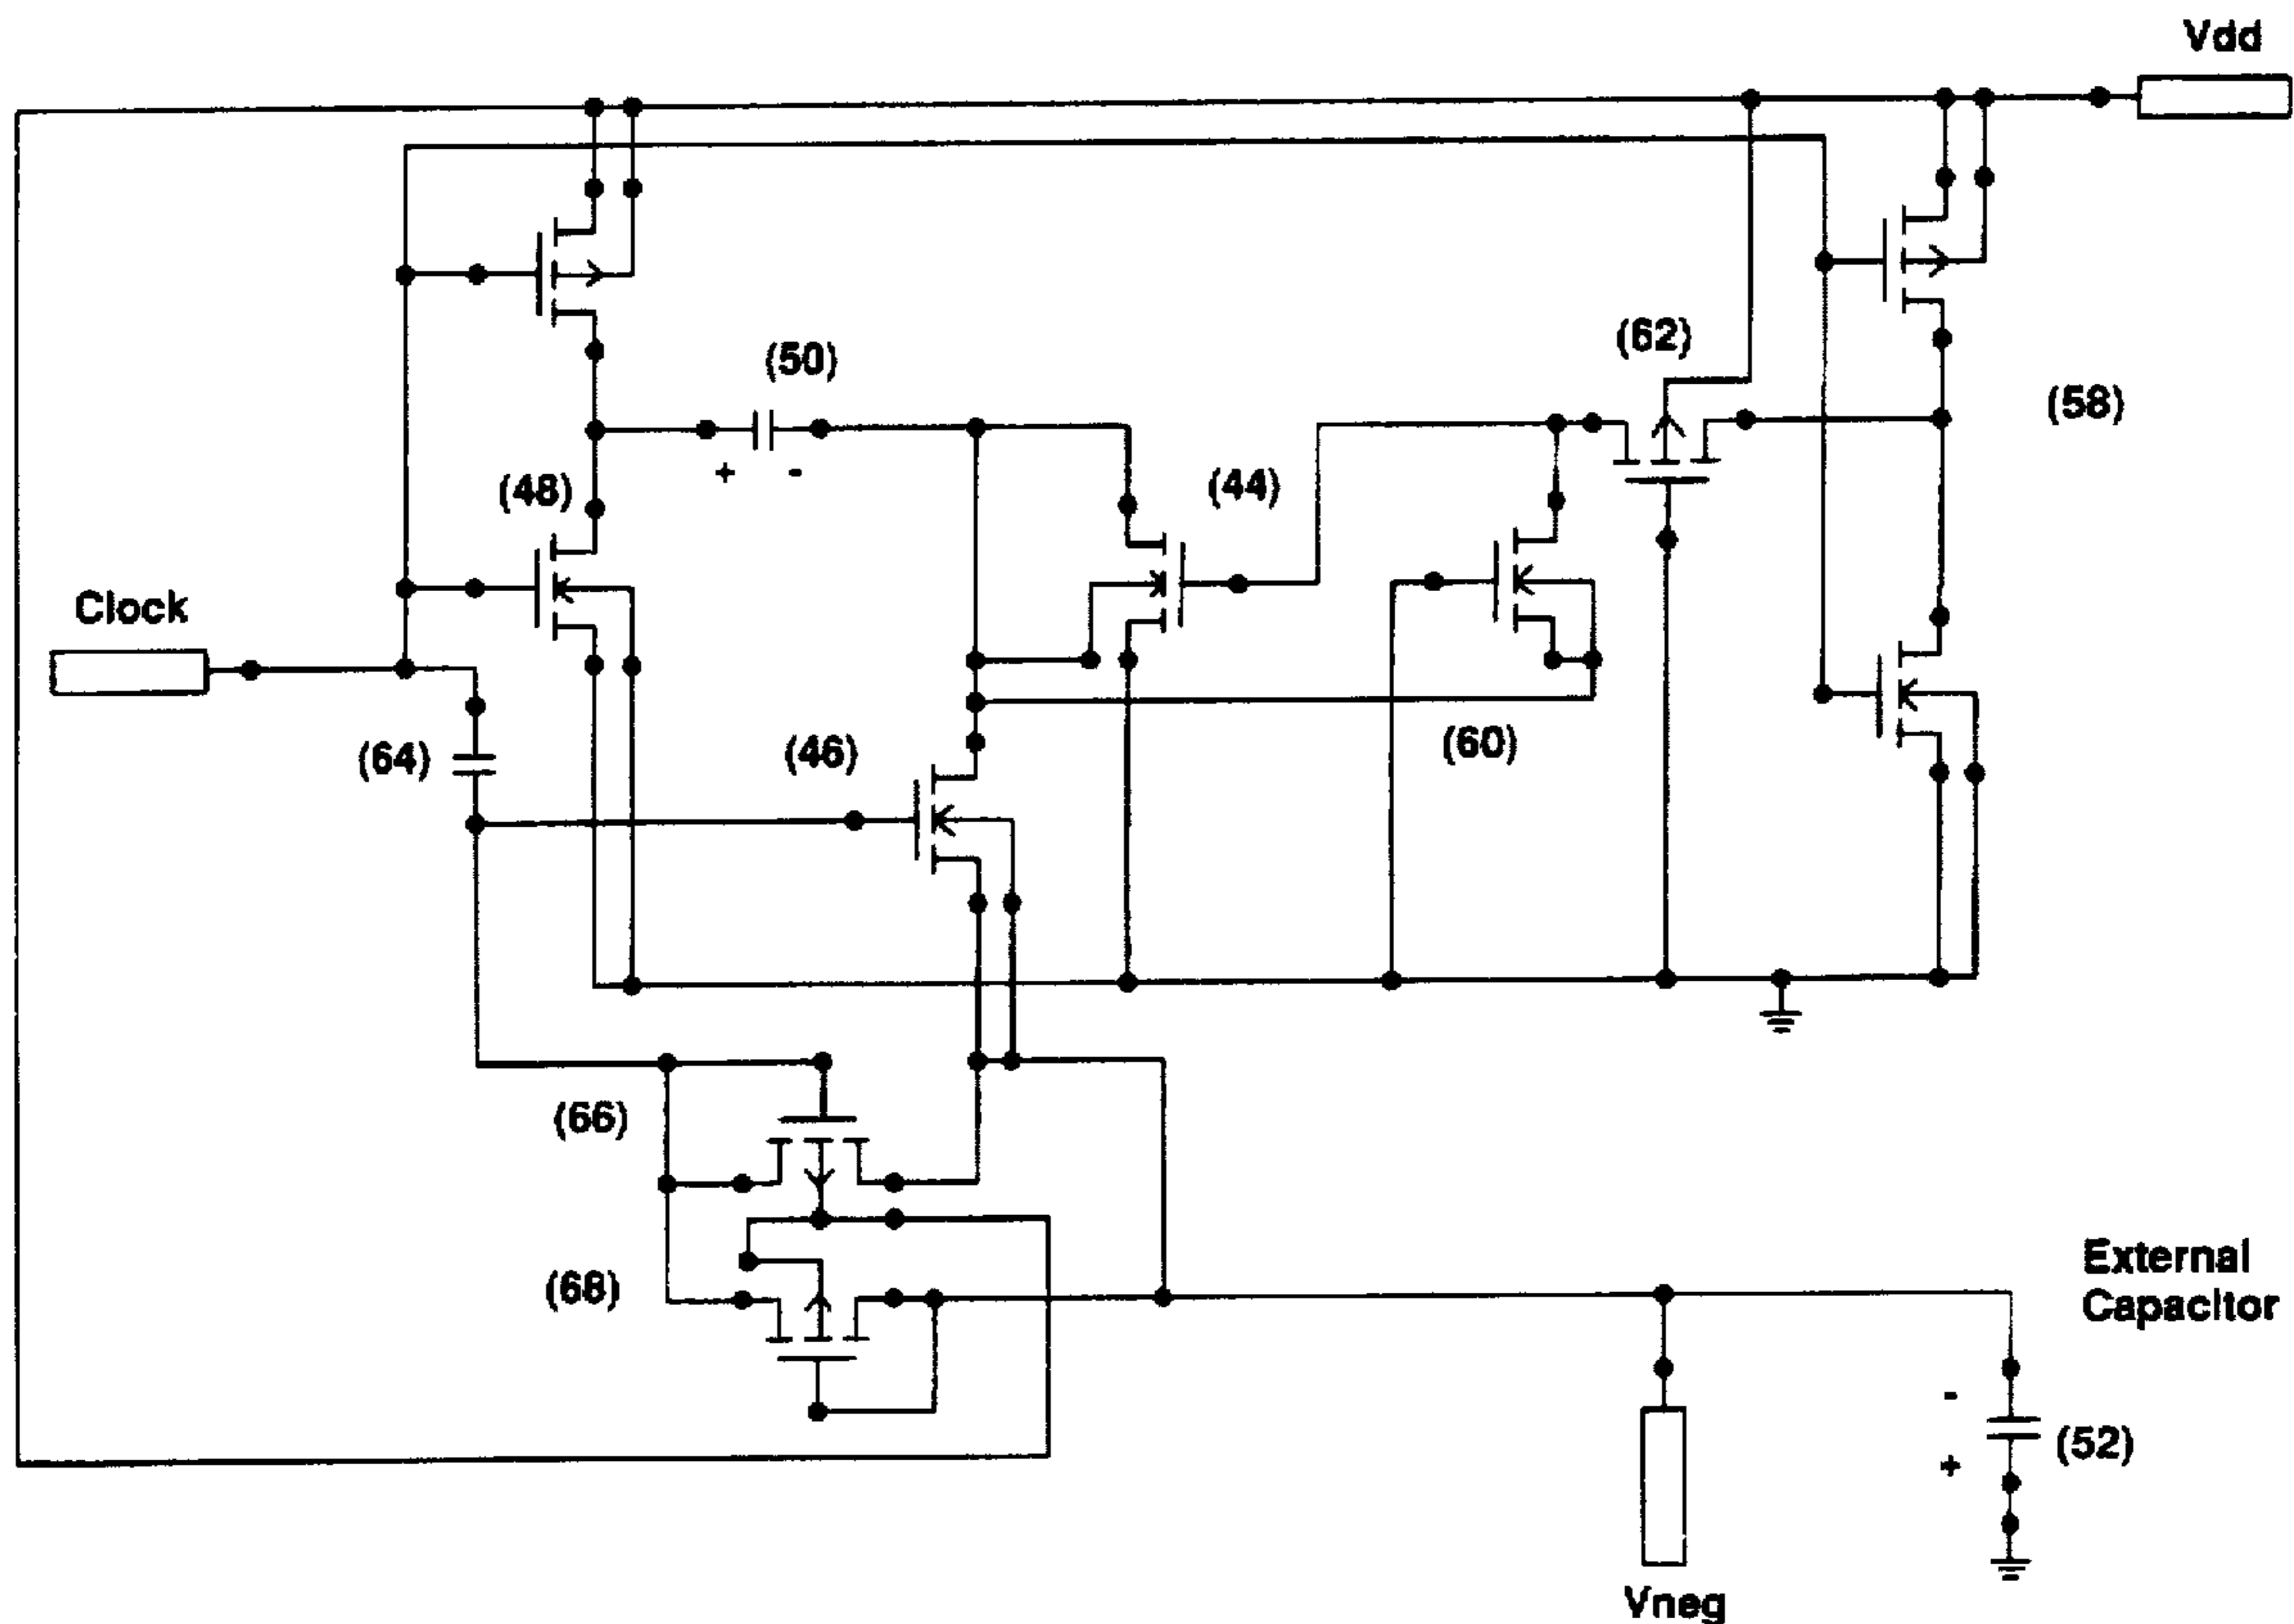 Vdd
(62)
(50)
(58)
(48)
(44)
Clock
(64)
(46)
(60)
(66)
External
Capacitor
(68)
-
+
(52)
Vneg
+ -